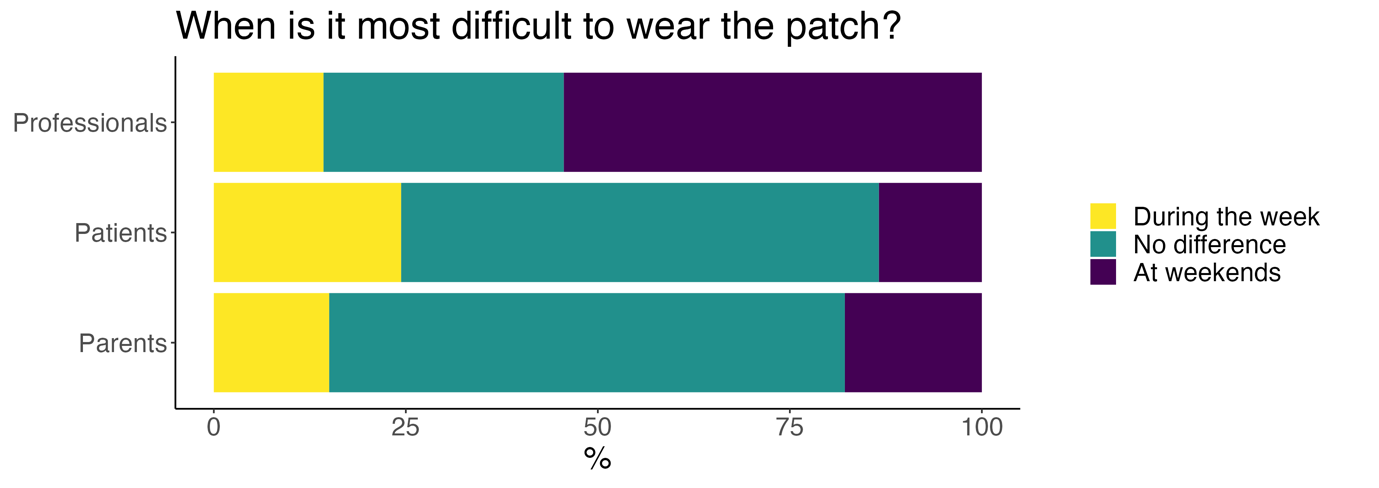 When is it most difficult to wear the patch?
Professionals
Patients
Parents
0 25 50 75 100
%
During the week
No difference
At weekends